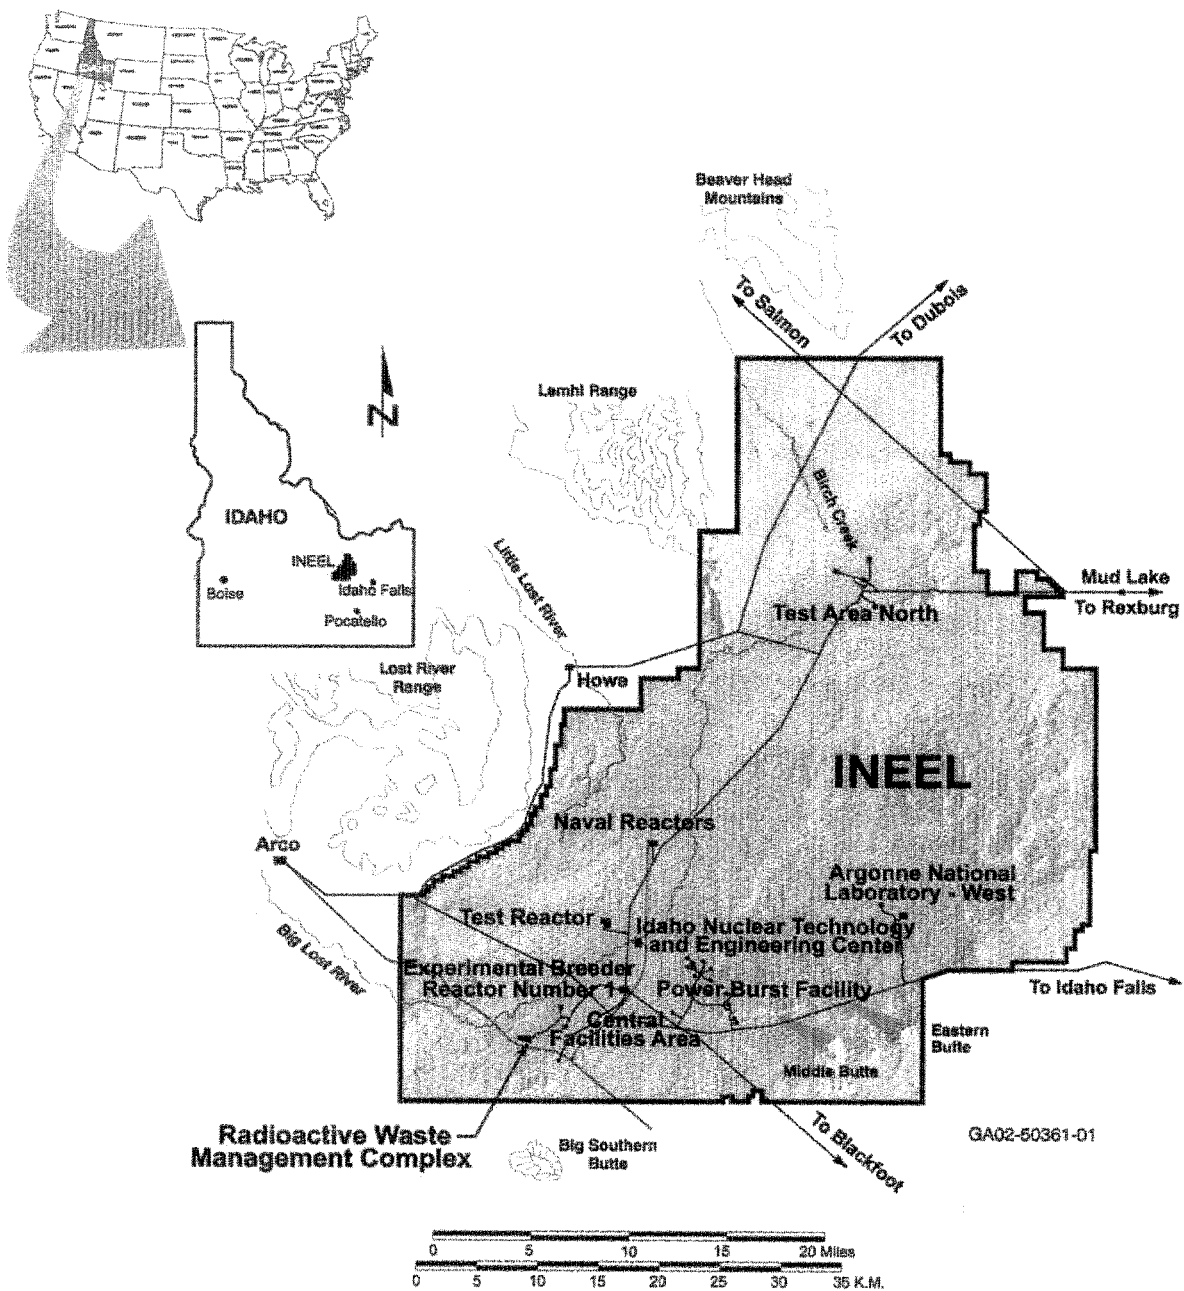 Beaver Head
Mountains
To Salmon
To Dubois
Lemhi Range
N
Birch Creek
IDAHO
INEEL
Boise
Idaho Falls
Pocatello
Little Lost River
Mud Lake
To Rexburg
Test Area North
Lost River
Range
Howe
INEEL
Naval Reactors
Arco
Argonne National
Laboratory - West
Test Reactor
Idaho Nuclear Technology
and Engineering Center
Big Lost River
Experimental Breeder
Reactor Number 1
Power Burst Facility
To Idaho Falls
Central
Facilities Area
Eastern
Butte
Middle Butte
Radioactive Waste
Management Complex
Big Southern
Butte
To Blackfoot
GA02-50361-01
0 5 10 15 20 Miles
0 5 10 15 20 25 30 35 K.M.